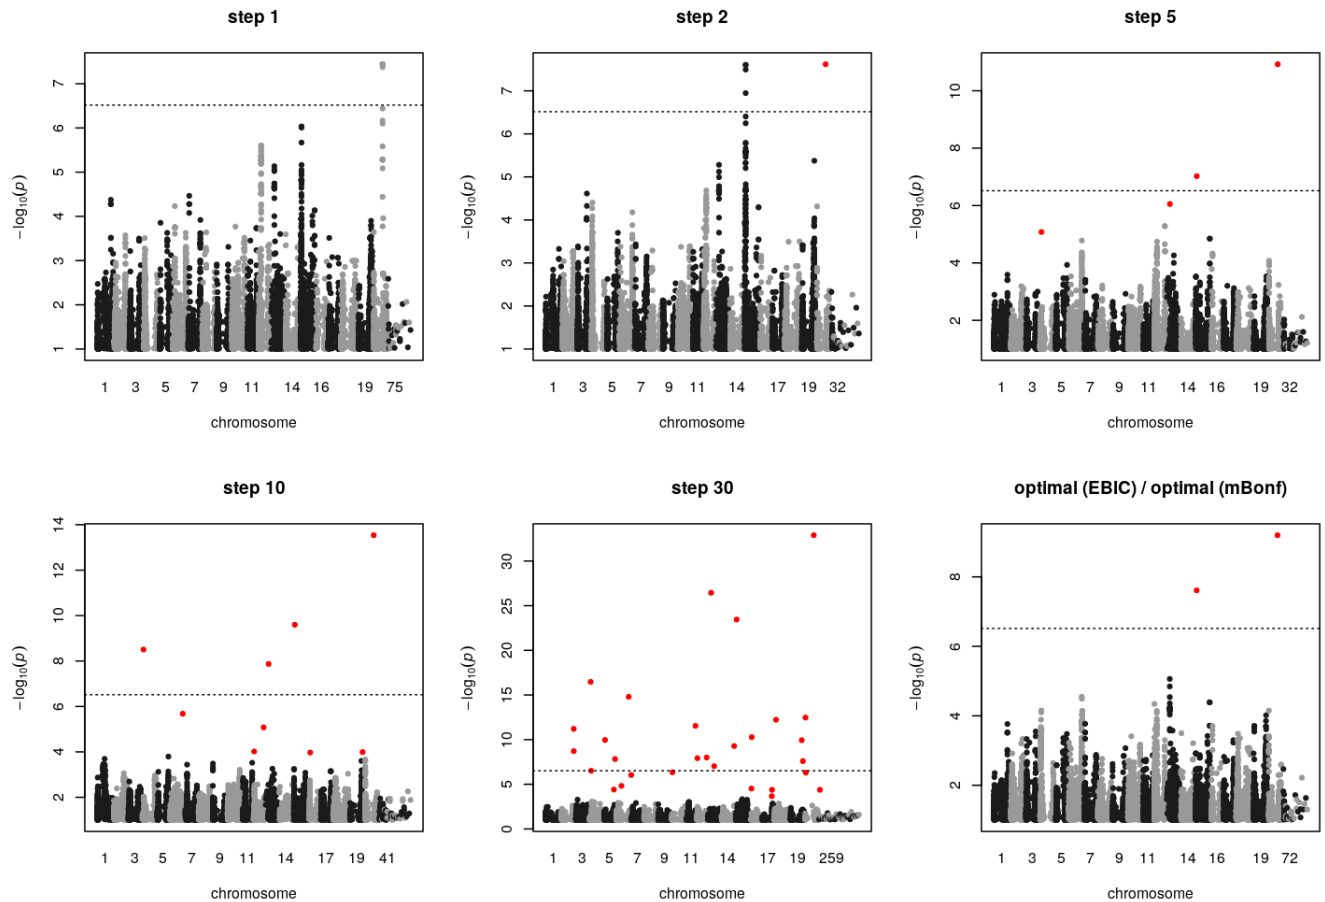 step 1
7
6
5
4
3
2
1
−log10(p)
1 3 5 7 9 11 14 16 19 75
chromosome
step 2
7
6
5
4
3
2
1
−log10(p)
1 3 5 7 9 11 14 17 19 32
chromosome
step 5
10
8
6
4
2
−log10(p)
1 3 5 7 9 11 14 16 19 32
chromosome
step 10
14
12
10
8
6
4
2
−log10(p)
1 3 5 7 9 11 14 17 19 41
chromosome
step 30
30
25
20
15
10
5
0
−log10(p)
1 3 5 7 9 11 14 17 19 259
chromosome
optimal (EBIC) / optimal (mBonf)
8
6
4
2
−log10(p)
1 3 5 7 9 11 14 16 19 72
chromosome